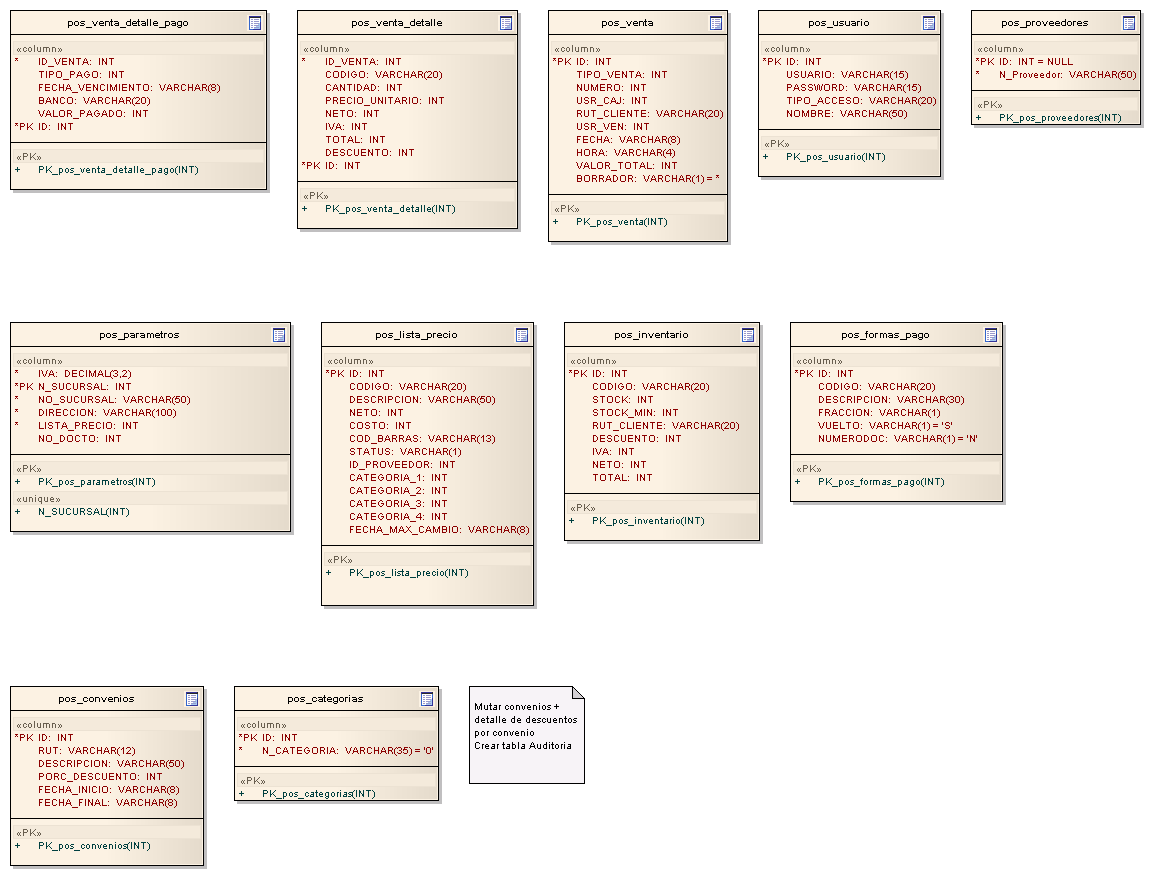 pos_venta_detalle_pago
«column»
* ID_VENTA: INT
TIPO_PAGO: INT
FECHA_VENCIMIENTO: VARCHAR(8)
BANCO: VARCHAR(20)
VALOR_PAGADO: INT
*PK ID: INT
«PK»
+ PK_pos_venta_detalle_pago(INT)
pos_venta_detalle
«column»
* ID_VENTA: INT
CODIGO: VARCHAR(20)
CANTIDAD: INT
PRECIO_UNITARIO: INT
NETO: INT
IVA: INT
TOTAL: INT
DESCUENTO: INT
*PK ID: INT
«PK»
+ PK_pos_venta_detalle(INT)
pos_venta
«column»
*PK ID: INT
TIPO_VENTA: INT
NUMERO: INT
USR_CAJ: INT
RUT_CLIENTE: VARCHAR(20)
USR_VEN: INT
FECHA: VARCHAR(8)
HORA: VARCHAR(4)
VALOR_TOTAL: INT
BORRADOR: VARCHAR(1) = *
«PK»
+ PK_pos_venta(INT)
pos_usuario
«column»
*PK ID: INT
USUARIO: VARCHAR(15)
PASSWORD: VARCHAR(15)
TIPO_ACCESO: VARCHAR(20)
NOMBRE: VARCHAR(50)
«PK»
+ PK_pos_usuario(INT)
pos_proveedores
«column»
*PK ID: INT = NULL
* N_Proveedor: VARCHAR(50)
«PK»
+ PK_pos_proveedores(INT)
pos_parametros
«column»
* IVA: DECIMAL(3,2)
*PK N_SUCURSAL: INT
* NO_SUCURSAL: VARCHAR(50)
* DIRECCION: VARCHAR(100)
* LISTA_PRECIO: INT
NO_DOCTO: INT
«PK»
+ PK_pos_parametros(INT)
«unique»
+ N_SUCURSAL(INT)
pos_lista_precio
«column»
*PK ID: INT
CODIGO: VARCHAR(20)
DESCRIPCION: VARCHAR(50)
NETO: INT
COSTO: INT
COD_BARRAS: VARCHAR(13)
STATUS: VARCHAR(1)
ID_PROVEEDOR: INT
CATEGORIA_1: INT
CATEGORIA_2: INT
CATEGORIA_3: INT
CATEGORIA_4: INT
FECHA_MAX_CAMBIO: VARCHAR(8)
«PK»
+ PK_pos_lista_precio(INT)
pos_inventario
«column»
*PK ID: INT
CODIGO: VARCHAR(20)
STOCK: INT
STOCK_MIN: INT
RUT_CLIENTE: VARCHAR(20)
DESCUENTO: INT
IVA: INT
NETO: INT
TOTAL: INT
«PK»
+ PK_pos_inventario(INT)
pos_formas_pago
«column»
*PK ID: INT
CODIGO: VARCHAR(20)
DESCRIPCION: VARCHAR(30)
FRACCION: VARCHAR(1)
VUELTO: VARCHAR(1) = 'S'
NUMERODOC: VARCHAR(1) = 'N'
«PK»
+ PK_pos_formas_pago(INT)
pos_convenios
«column»
*PK ID: INT
RUT: VARCHAR(12)
DESCRIPCION: VARCHAR(50)
PORC_DESCUENTO: INT
FECHA_INICIO: VARCHAR(8)
FECHA_FINAL: VARCHAR(8)
«PK»
+ PK_pos_convenios(INT)
pos_categorias
«column»
*PK ID: INT
* N_CATEGORIA: VARCHAR(35) = '0'
«PK»
+ PK_pos_categorias(INT)
Mutar convenios +
detalle de descuentos
por convenio
Crear tabla Auditoria